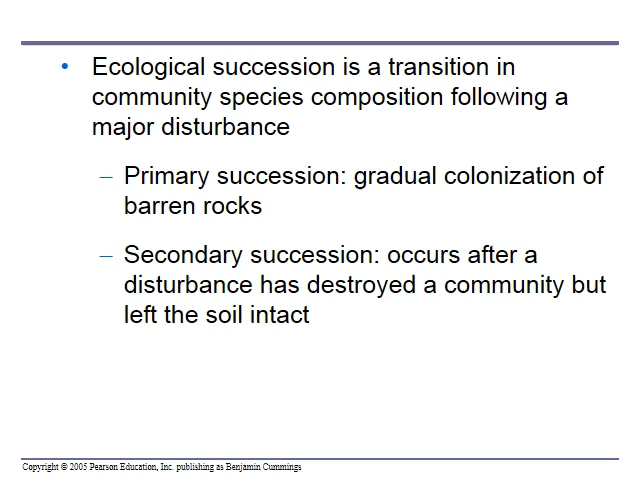 • Ecological succession is a transition in
community species composition following a
major disturbance
– Primary succession: gradual colonization of
barren rocks
– Secondary succession: occurs after a
disturbance has destroyed a community but
left the soil intact
Copyright © 2005 Pearson Education, Inc. publishing as Benjamin Cummings